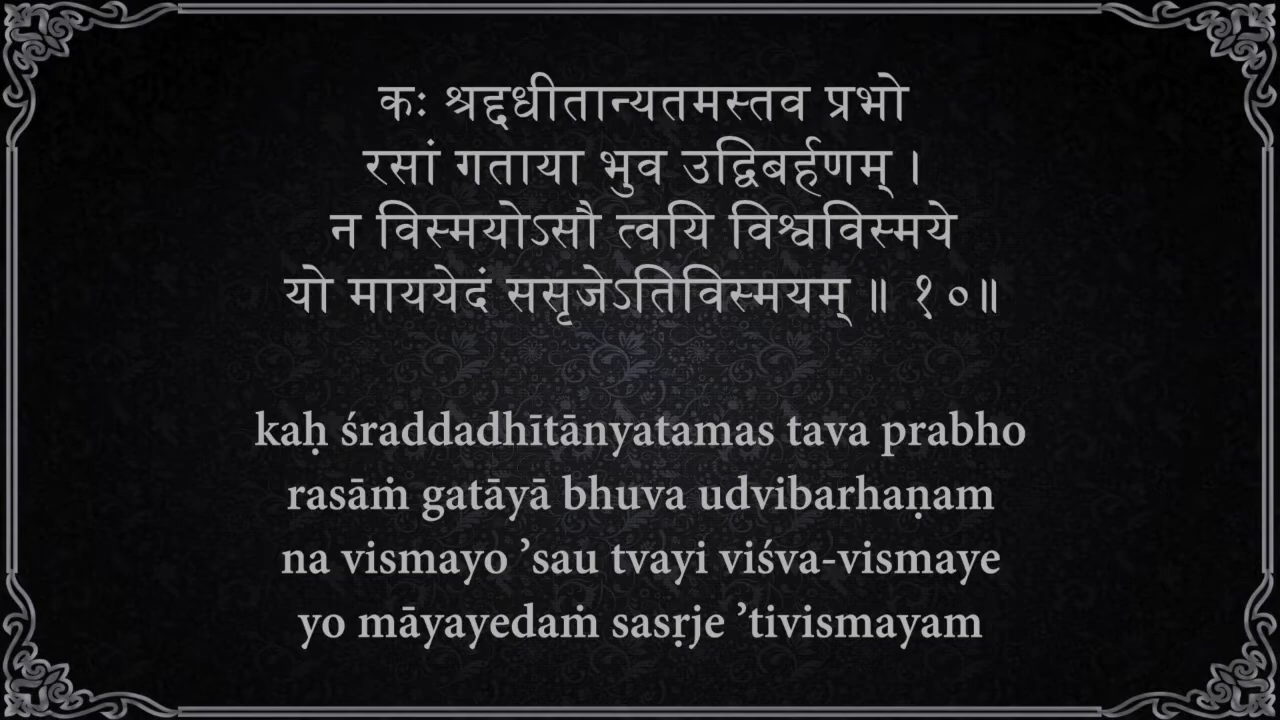 कः श्रद्दधीतान्यतमस्तव प्रभो
रसां गताया भुव उद्विबर्हणम् ।
न विस्मयोऽसौ त्वयि विश्वविस्मये
यो माययेदं ससृजेऽतिविस्मयम् ॥ १०॥
kaḥ śraddadhītānyatamas tava prabho
rasāṁ gatāyā bhuva udvibarhaṇam
na vismayo ’sau tvayi viśva-vismaye
yo māyayedaṁ sasṛje ’tivismayam